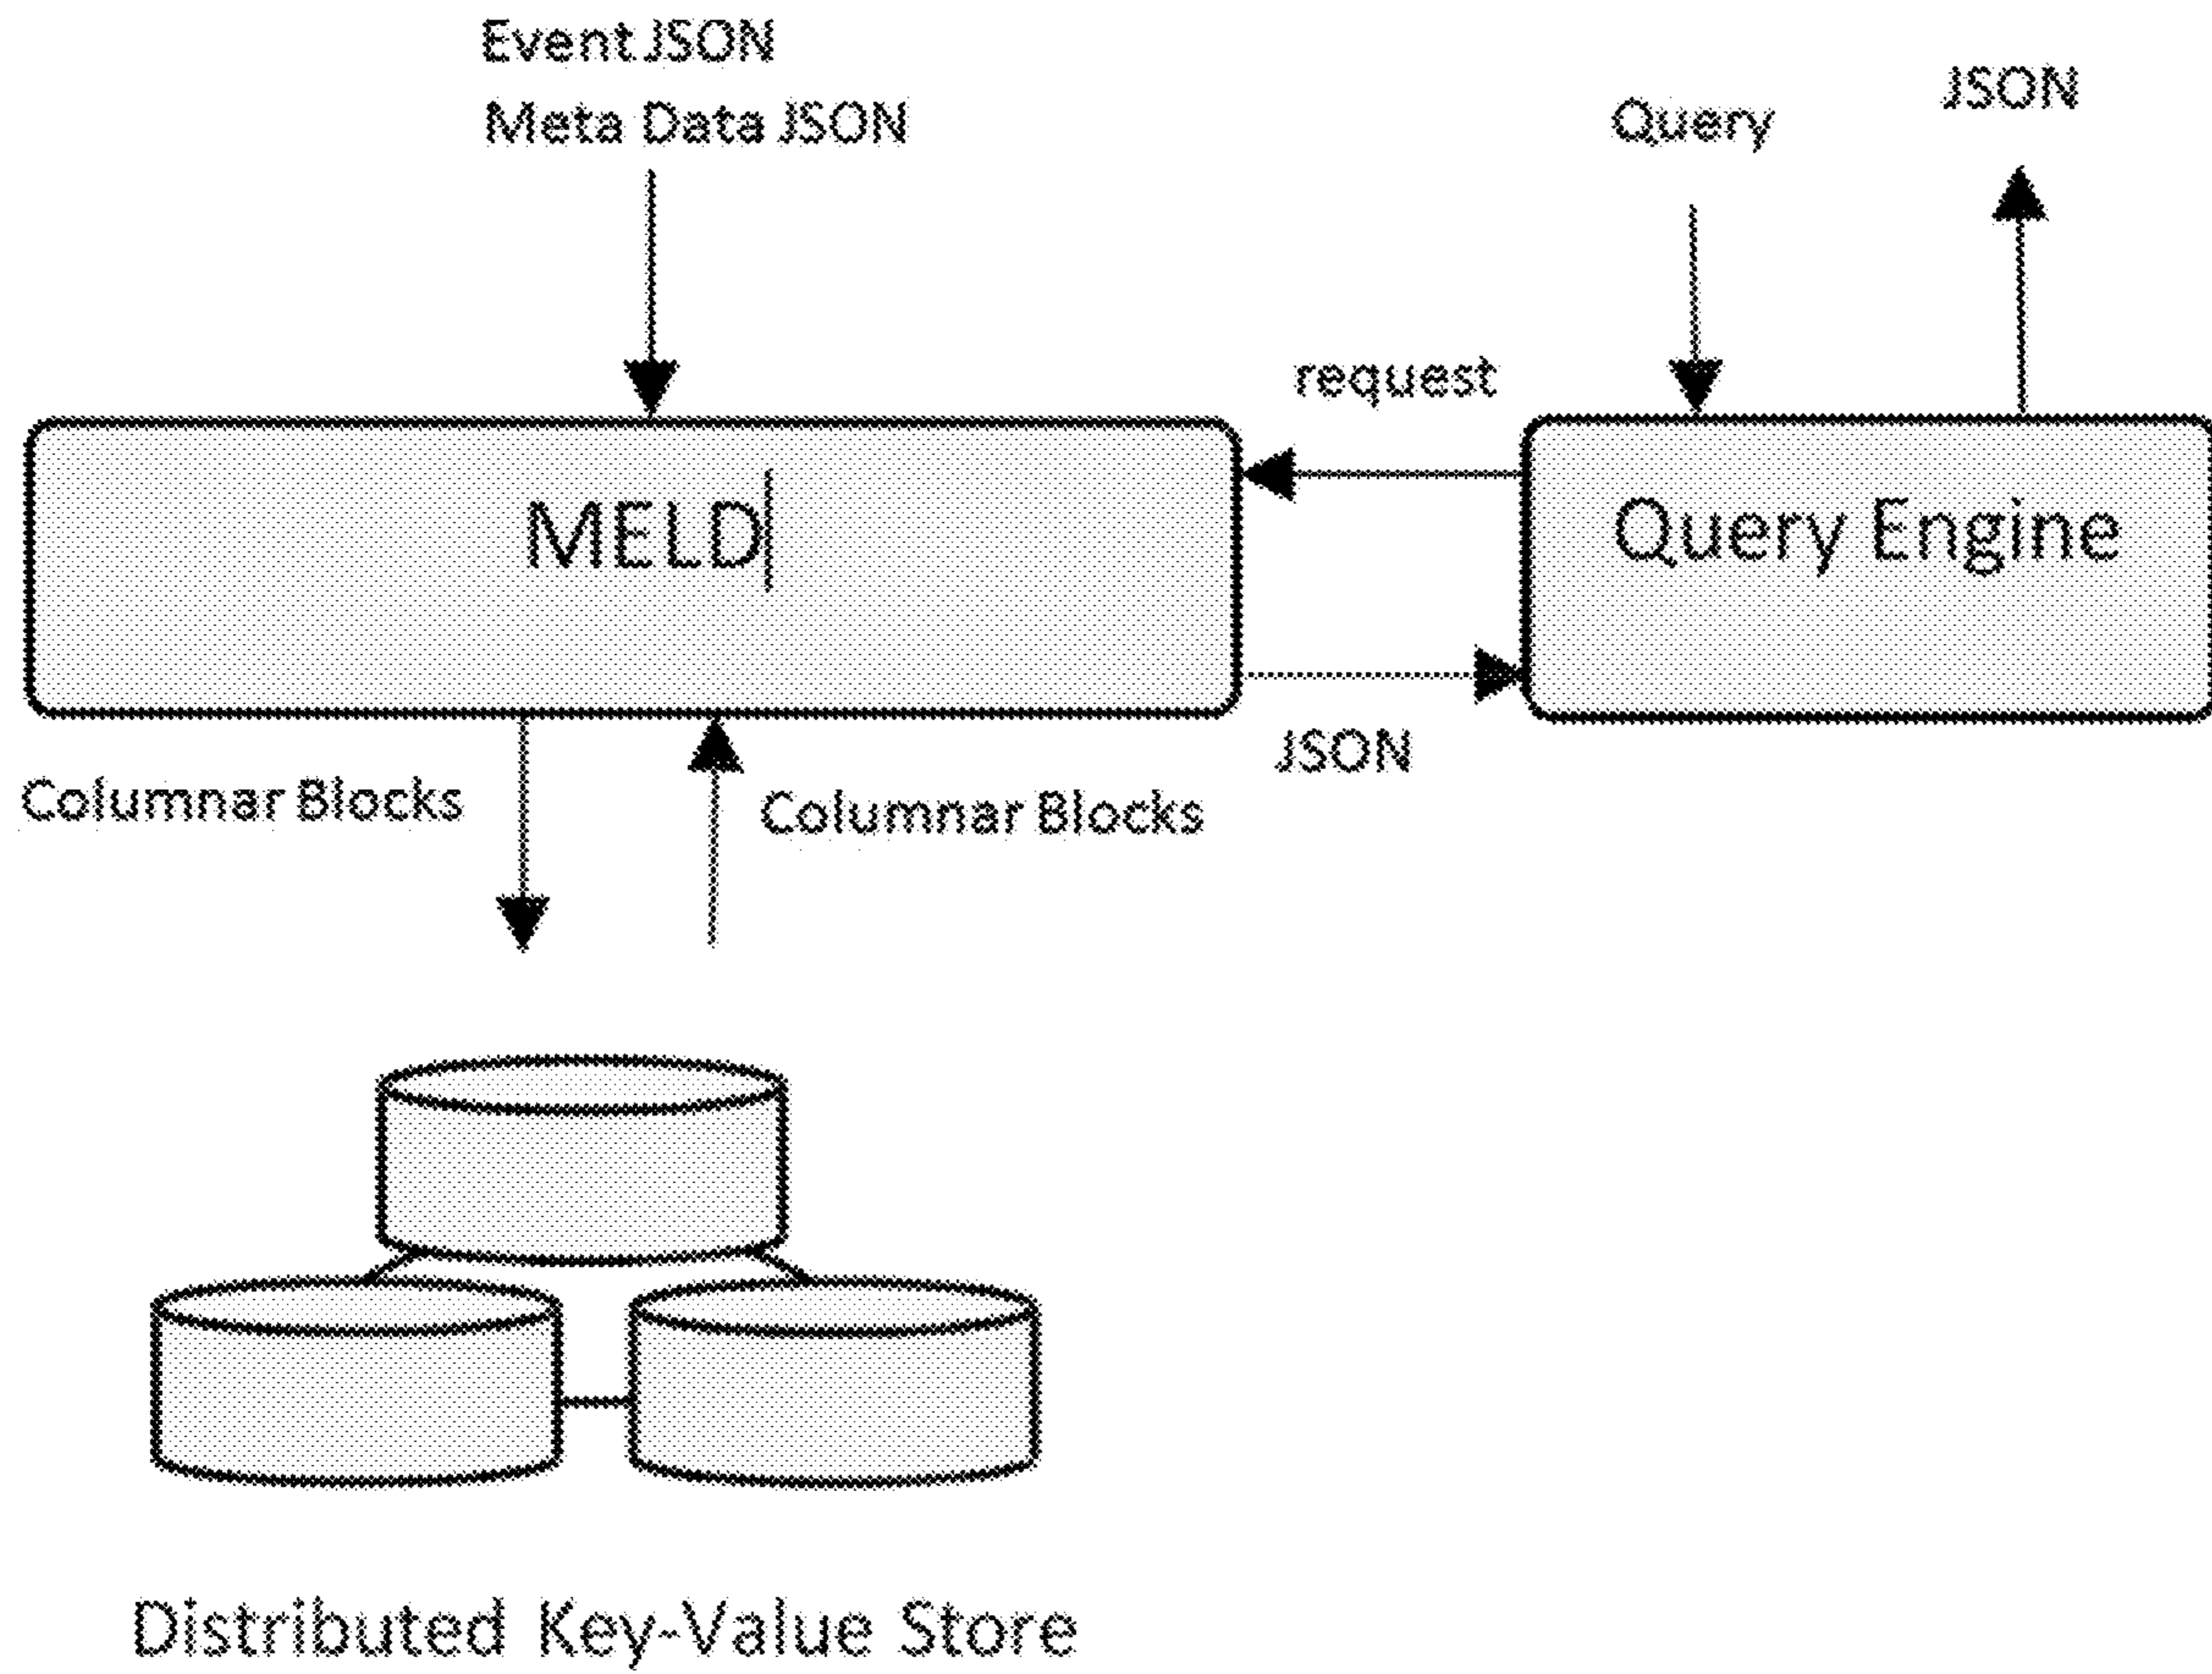 Event JSON
Meta Data JSON
Query
JSON
request
MELD
Query Engine
JSON
Columnar Blocks
Columnar Blocks
Distributed Key-Value Store